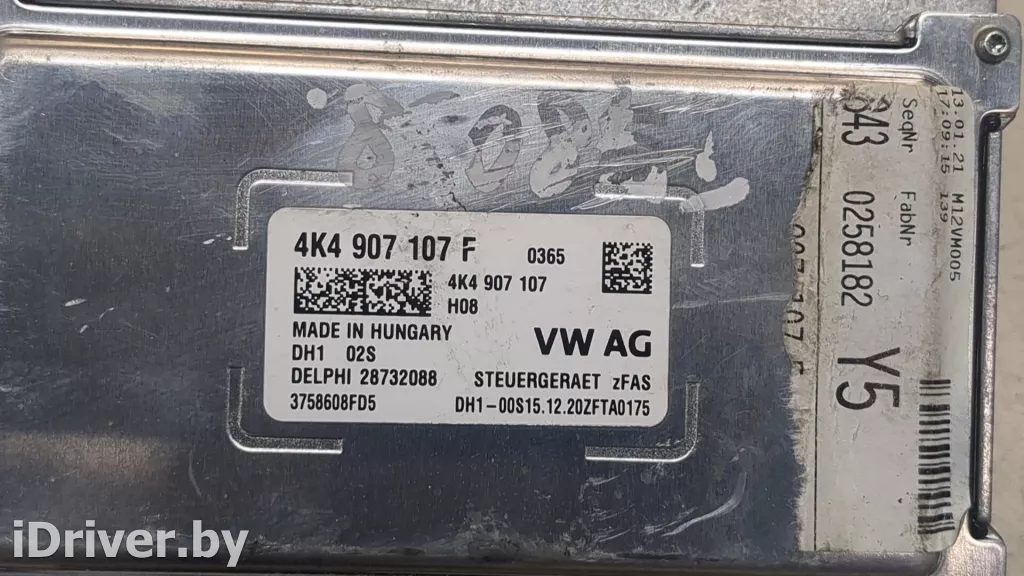 4K4 907 107 F 0365
4K4 907 107
H08
MADE IN HUNGARY
VW AG
DH1 02S
DELPHI 28732088
STEUERGERAET zFAS
3758608FD5
DH1-00S15.12.20ZFTA0175
13.01.21 M12VM005
17:09:15 139
SeqNr FabNr
643 0258182 Y5
iDriver.by